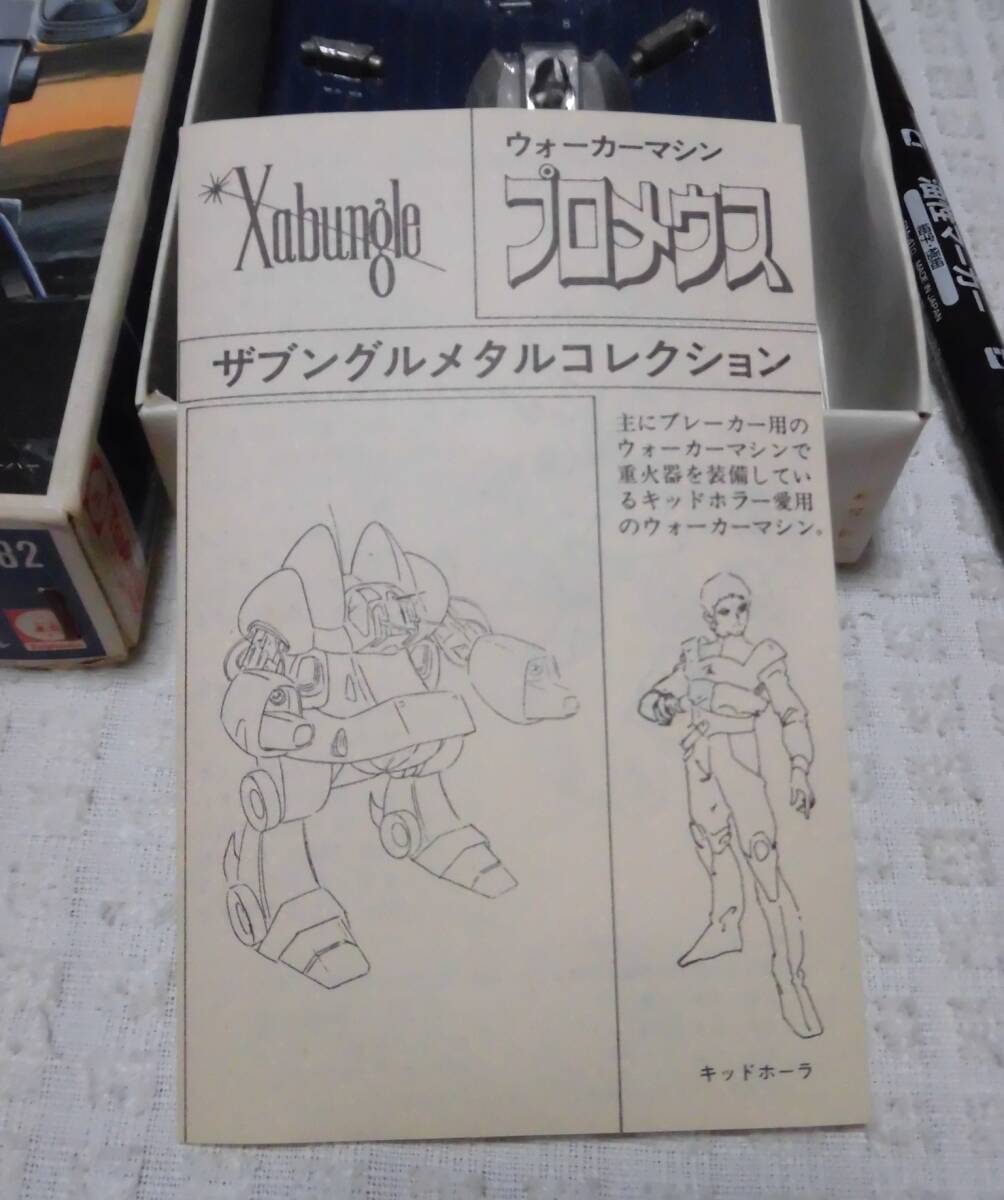 Xabungle
ウォーカーマシン
プロメウス
ザブングルメタルコレクション
主にブレーカー用の
ウォーカーマシンで
重火器を装備してい
るキッドホラー愛用
のウォーカーマシン。
キッドホーラ
82
MADE IN JAPAN